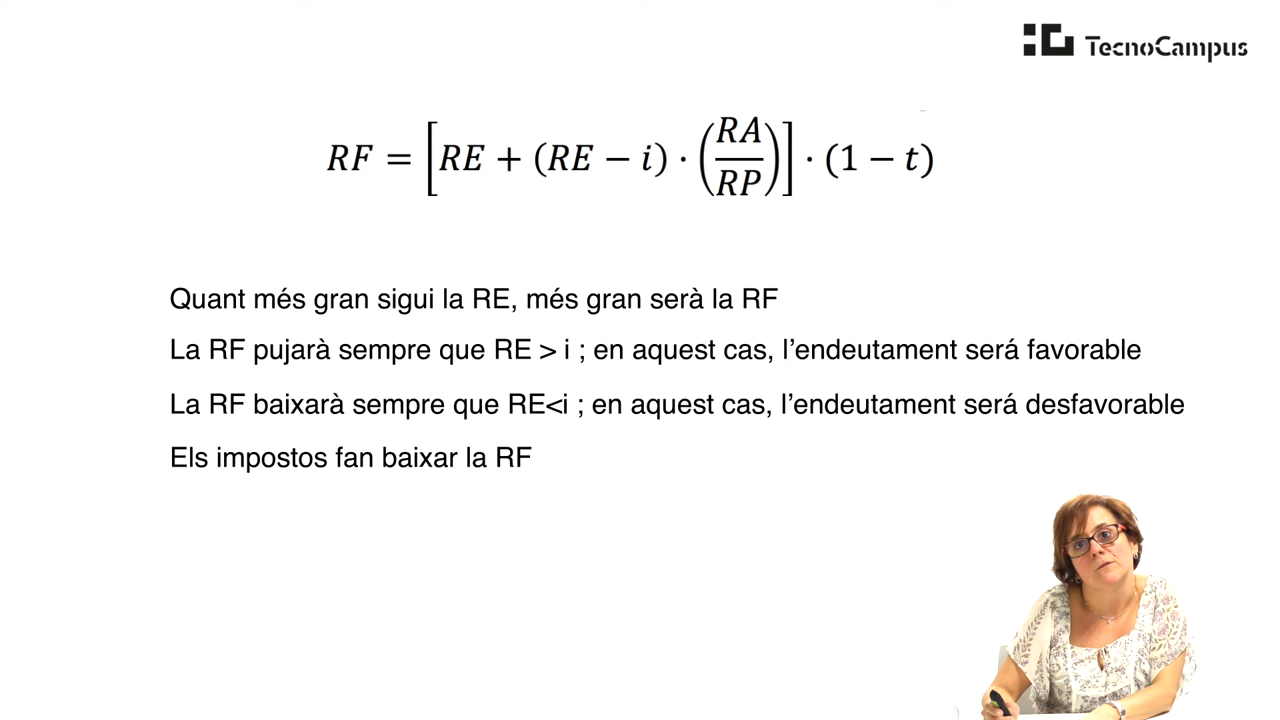 TecnoCampus
RF = [RE + (RE − i) · (RA/RP)] · (1 − t)
Quant més gran sigui la RE, més gran serà la RF
La RF pujarà sempre que RE > i ; en aquest cas, l’endeutament será favorable
La RF baixarà sempre que RE<i ; en aquest cas, l’endeutament será desfavorable
Els impostos fan baixar la RF